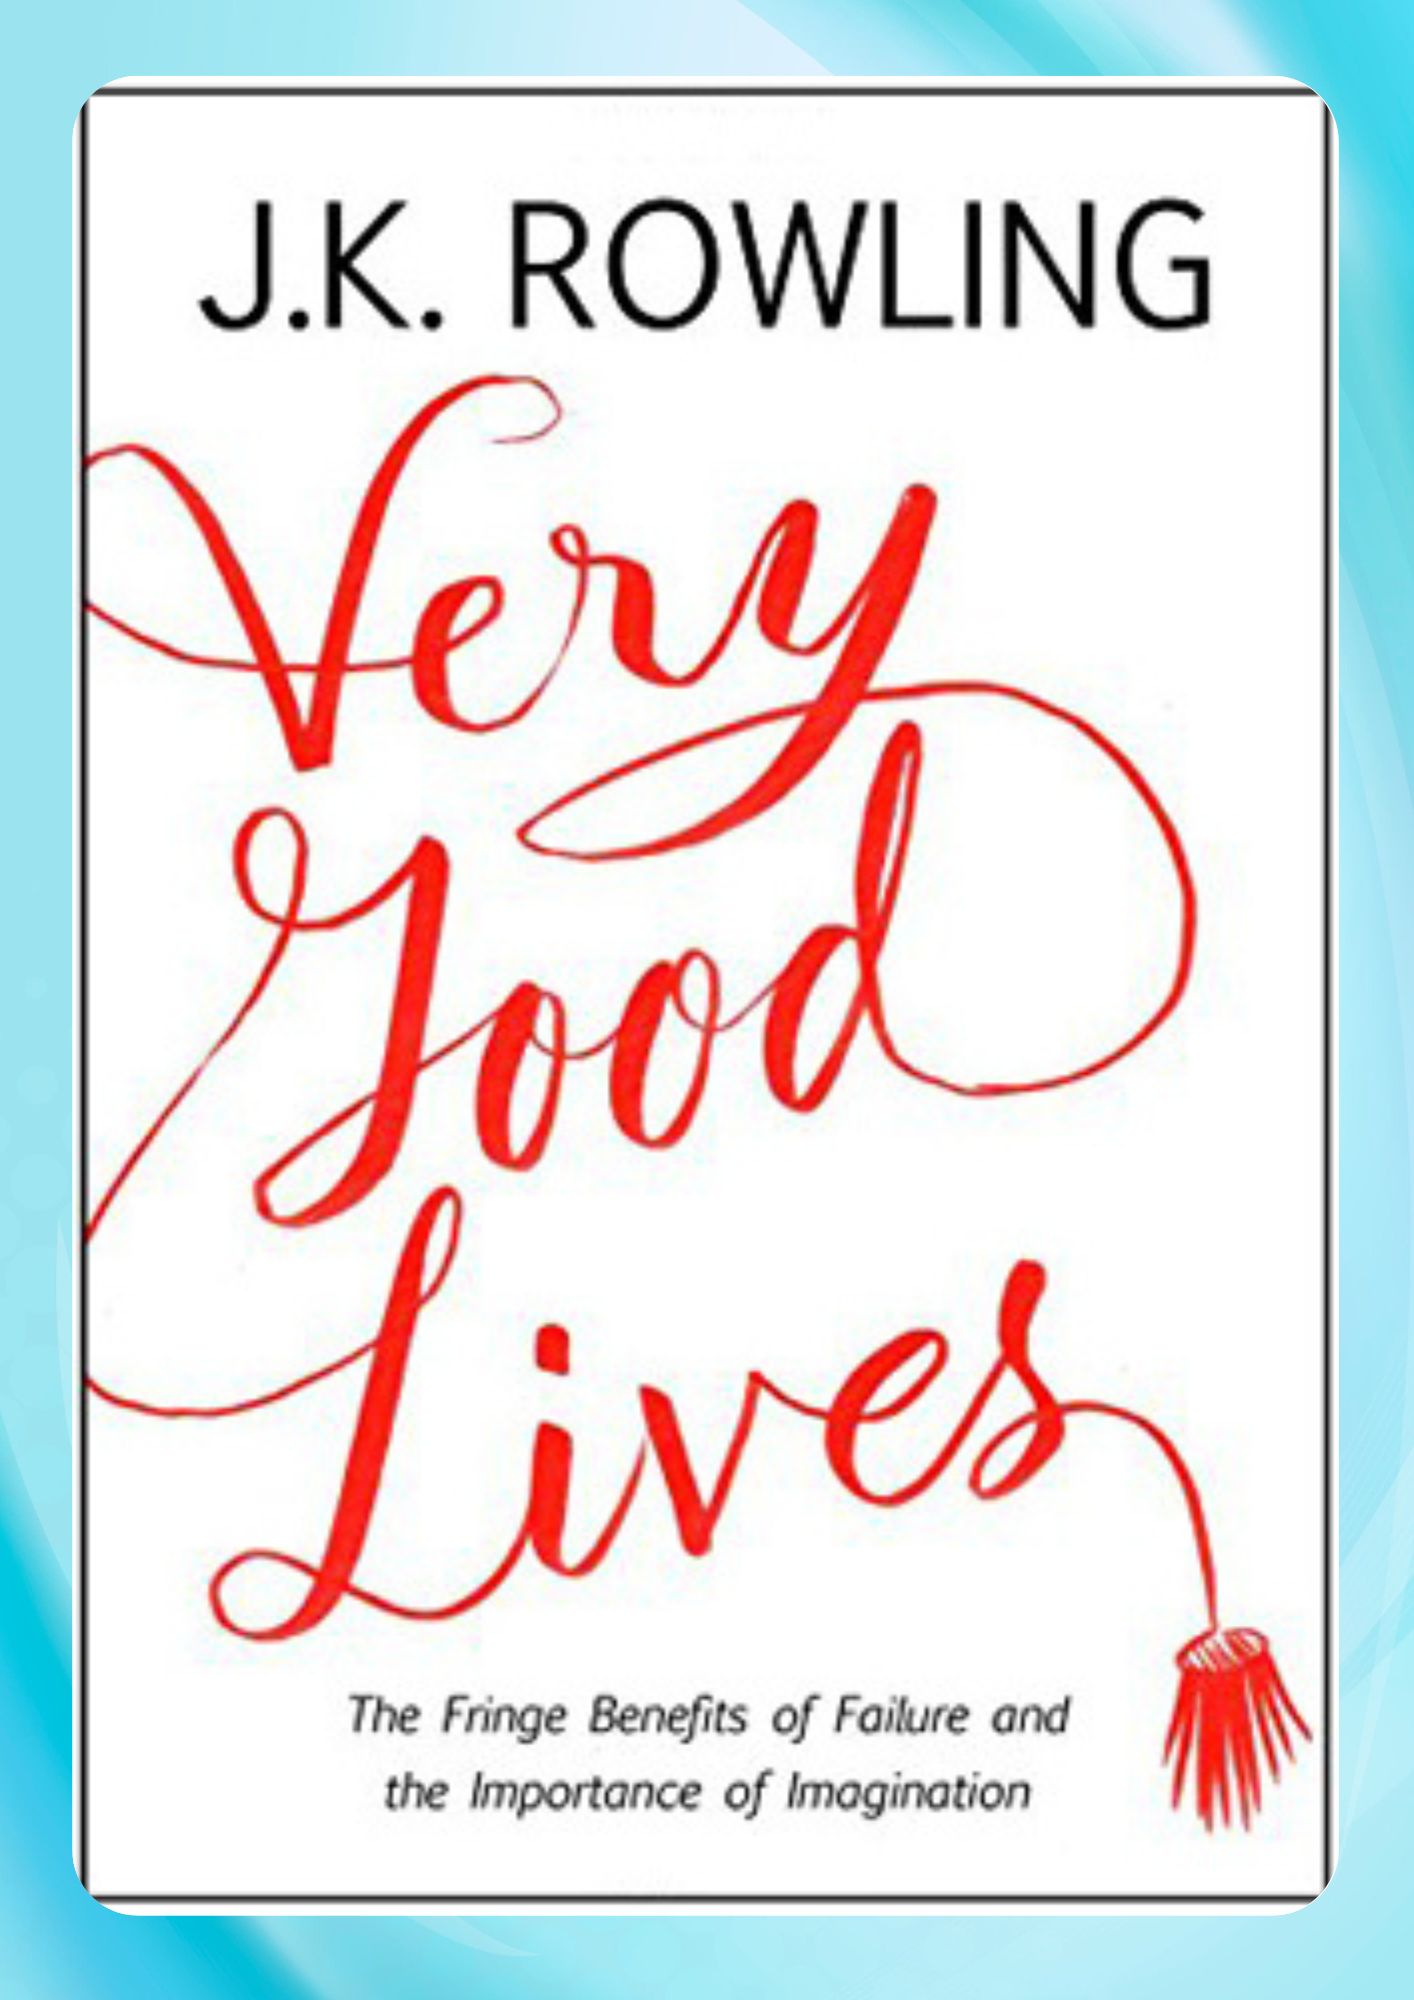 J.K. ROWLING
Very
Good
Lives
The Fringe Benefits of Failure and
the Importance of Imagination